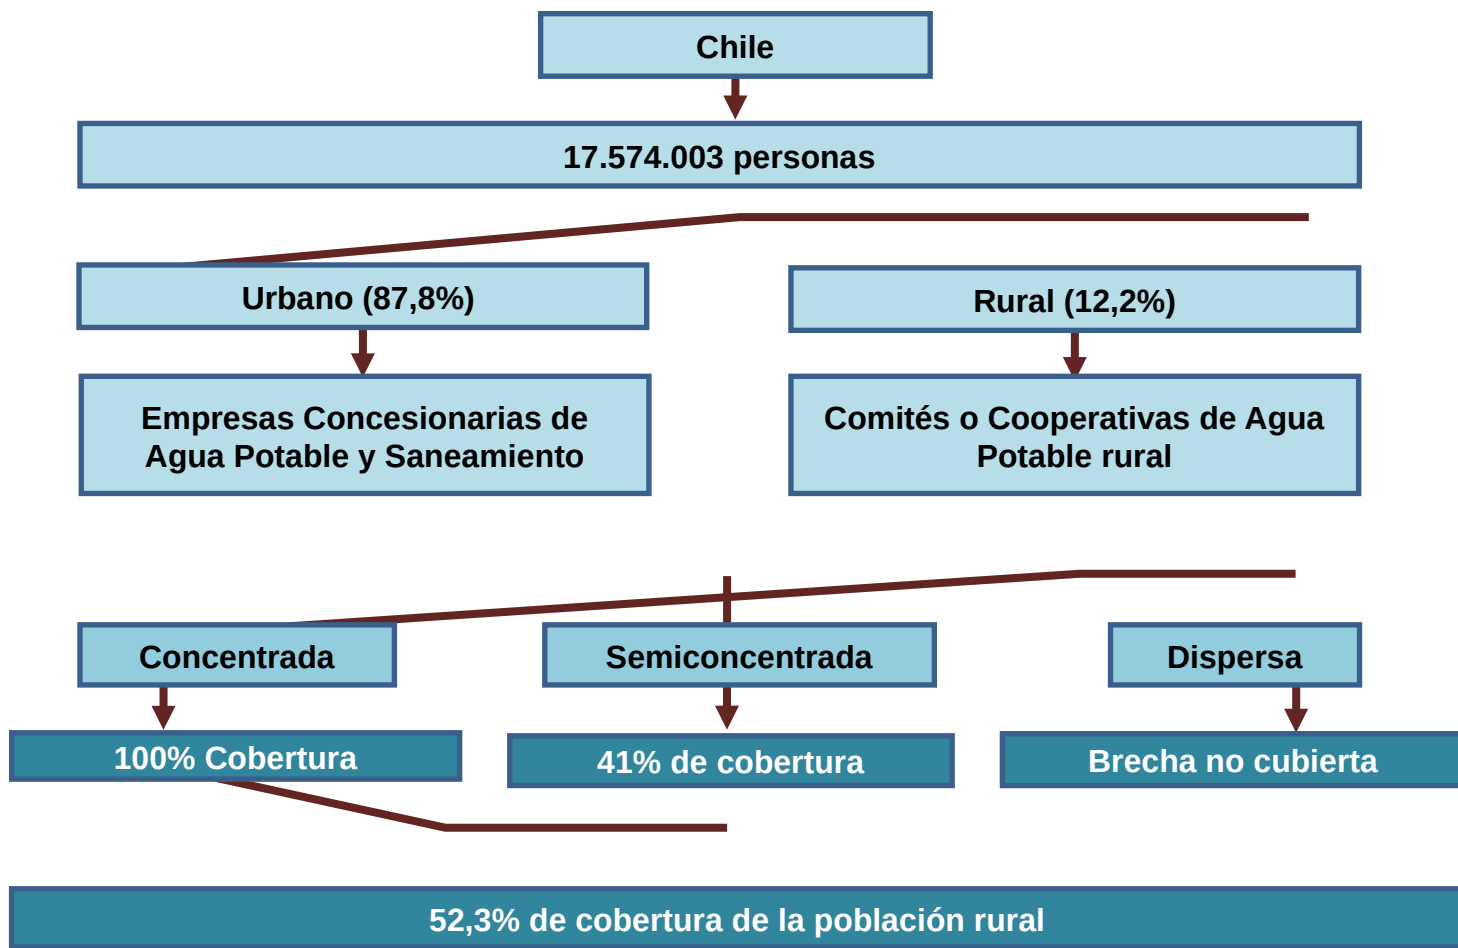 Chile
17.574.003 personas
Urbano (87,8%)
Rural (12,2%)
Empresas Concesionarias de
Agua Potable y Saneamiento
Comités o Cooperativas de Agua
Potable rural
Concentrada
Semiconcentrada
Dispersa
100% Cobertura
41% de cobertura
Brecha no cubierta
52,3% de cobertura de la población rural